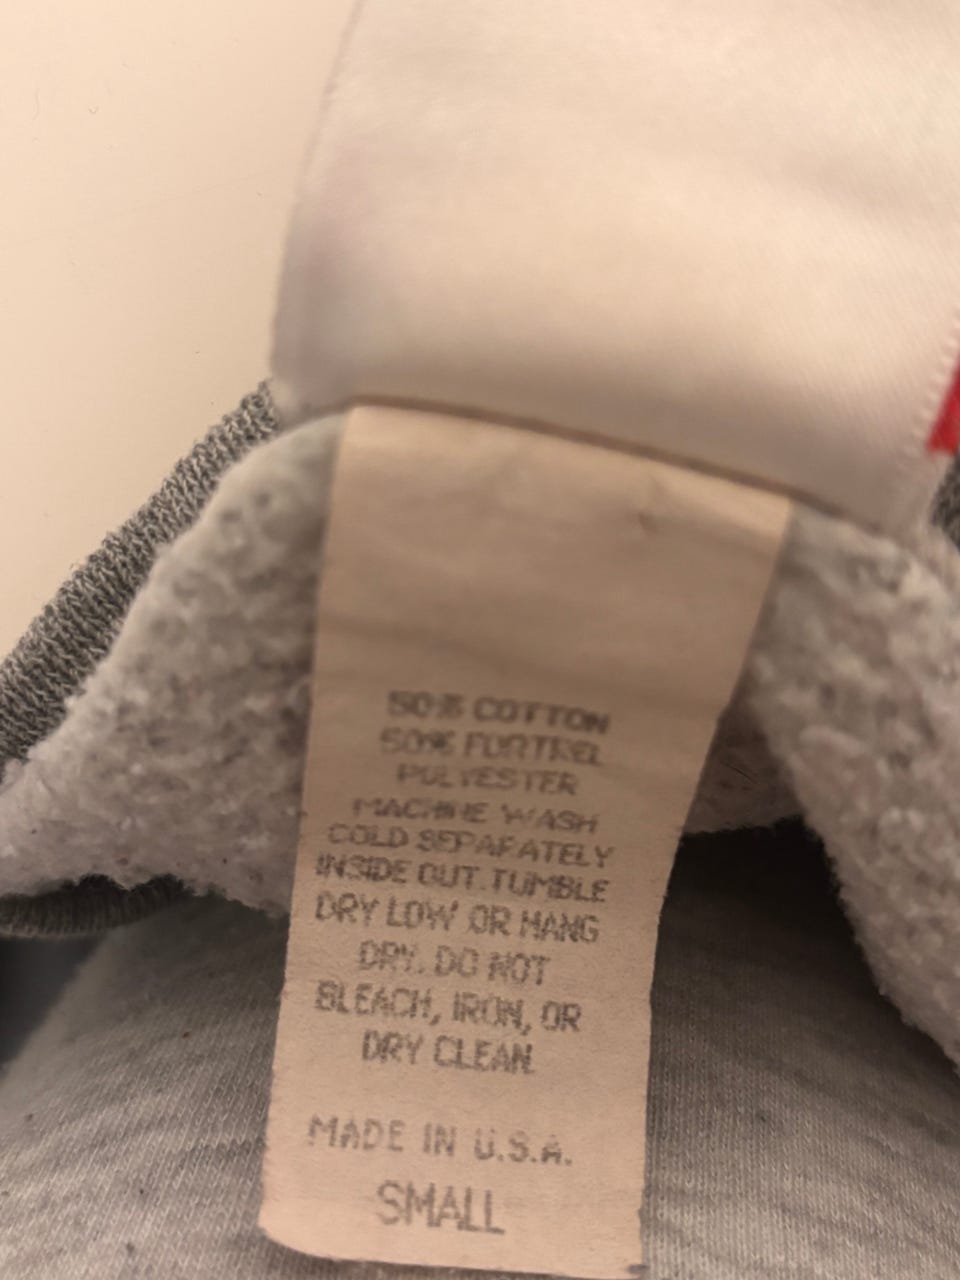 50% COTTON
50% FORTREL
POLYESTER
MACHINE WASH
COLD SEPARATELY
INSIDE OUT. TUMBLE
DRY LOW OR HANG
DRY. DO NOT
BLEACH, IRON, OR
DRY CLEAN.
MADE IN U.S.A.
SMALL